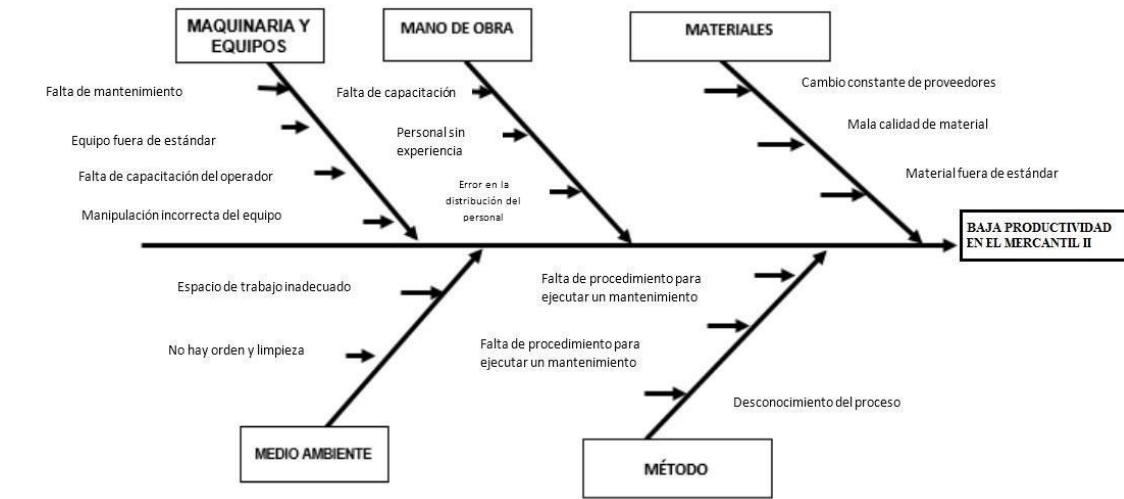 MAQUINARIA Y
EQUIPOS
MANO DE OBRA
MATERIALES
Falta de mantenimiento
Equipo fuera de estándar
Falta de capacitación del operador
Manipulación incorrecta del equipo
Falta de capacitación
Personal sin
experiencia
Error en la
distribución del
personal
Cambio constante de proveedores
Mala calidad de material
Material fuera de estándar
BAJA PRODUCTIVIDAD
EN EL MERCANTIL II
Espacio de trabajo inadecuado
No hay orden y limpieza
Falta de procedimiento para
ejecutar un mantenimiento
Falta de procedimiento para
ejecutar un mantenimiento
Desconocimiento del proceso
MEDIO AMBIENTE
MÉTODO